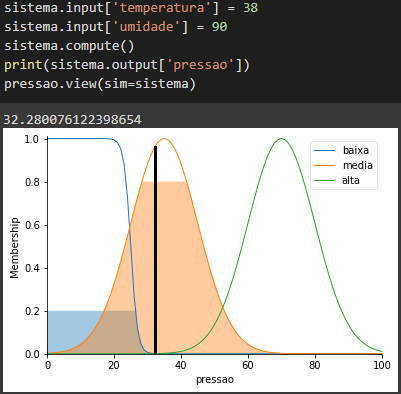 sistema.input['temperatura'] = 38
sistema.input['umidade'] = 90
sistema.compute()
print(sistema.output['pressao'])
pressao.view(sim=sistema)
32.280076122398654
1.0
0.8
0.6
0.4
0.2
0.0
Membership
baixa
media
alta
0 20 40 60 80 100
pressao